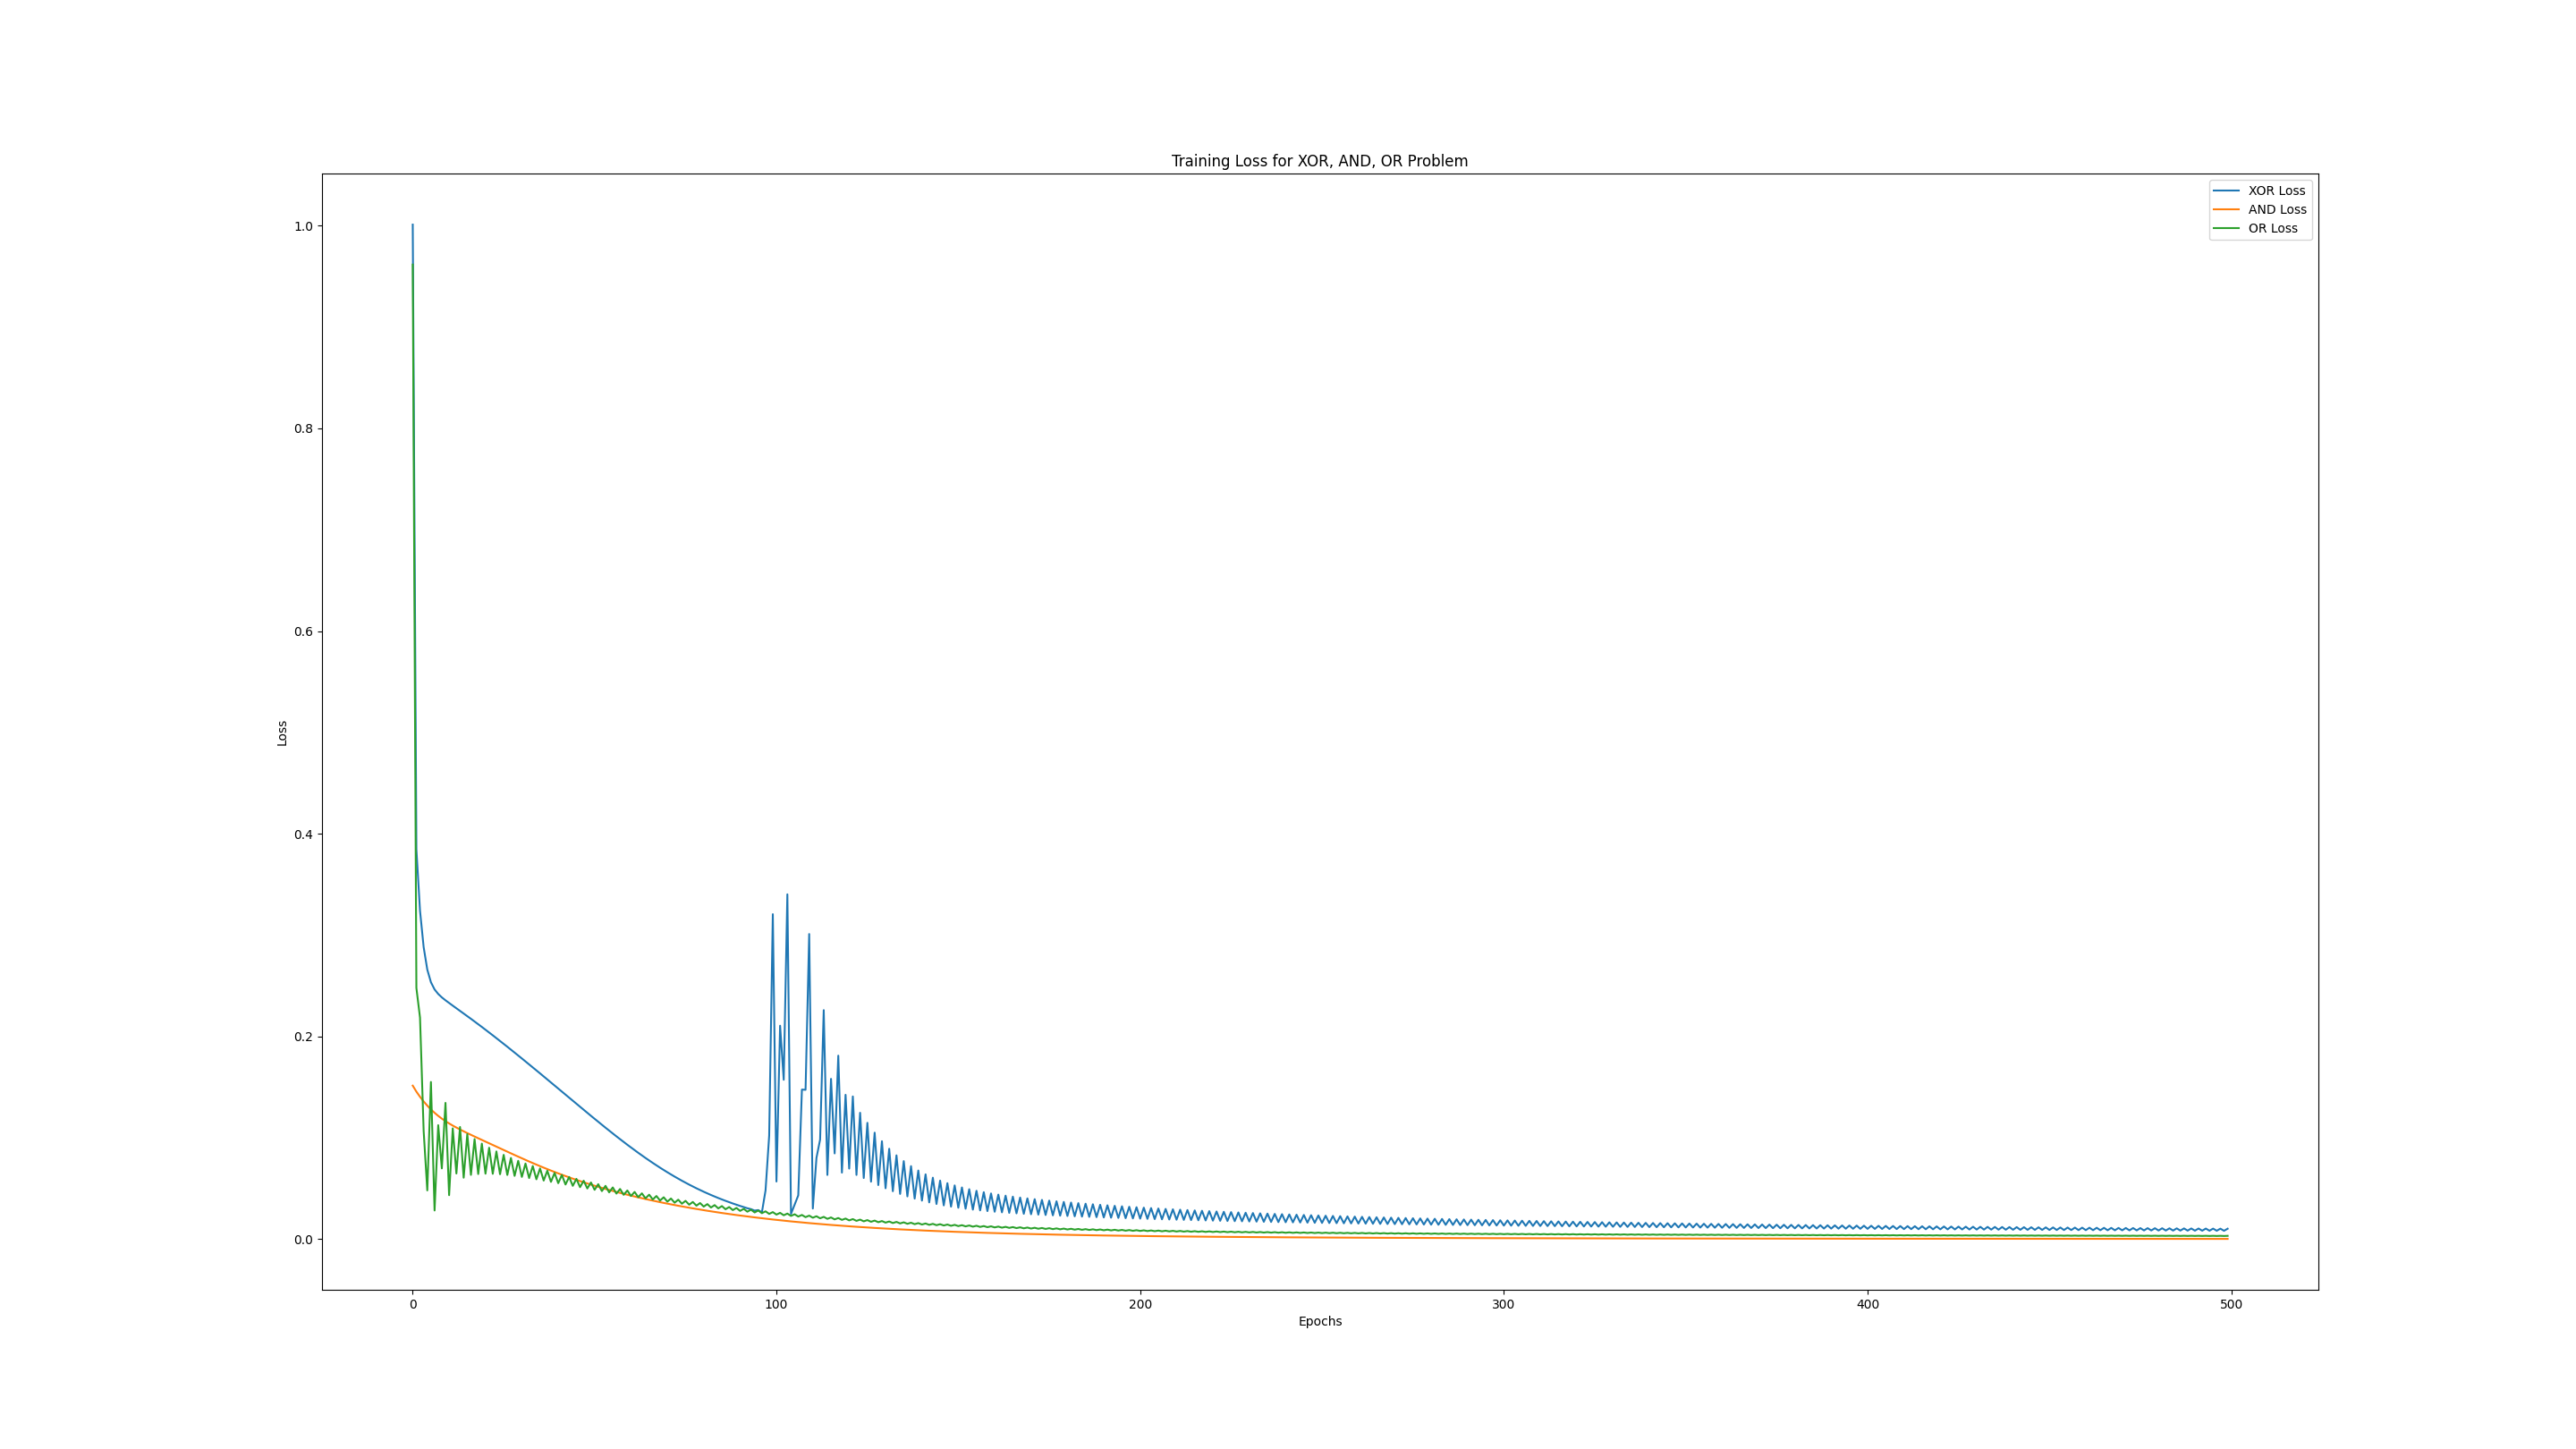 Training Loss for XOR, AND, OR Problem
XOR Loss
AND Loss
OR Loss
1.0
0.8
0.6
0.4
0.2
0.0
Loss
0 100 200 300 400 500
Epochs